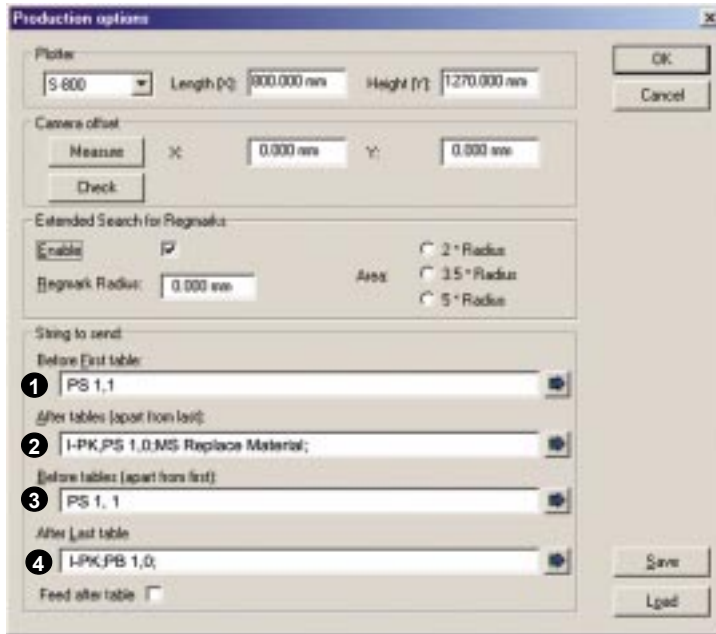 Production options
Plotter
S-800 Length [X]: 800.000 mm Height [Y]: 1270.000 mm
OK
Cancel
Camera offset
Measure X: 0.000 mm Y: 0.000 mm
Check
Extended Search for Regmarks
Enable
Regmark Radius: 0.000 mm
Area:
2 * Radius
3.5 * Radius
5 * Radius
String to send
Before First table:
1 PS 1,1
After tables (apart from last):
2 I-PK,PS 1,0;MS Replace Material;
Before tables (apart from first):
3 PS 1, 1
After Last table
4 I-PK;PB 1,0;
Feed after table
Save
Load